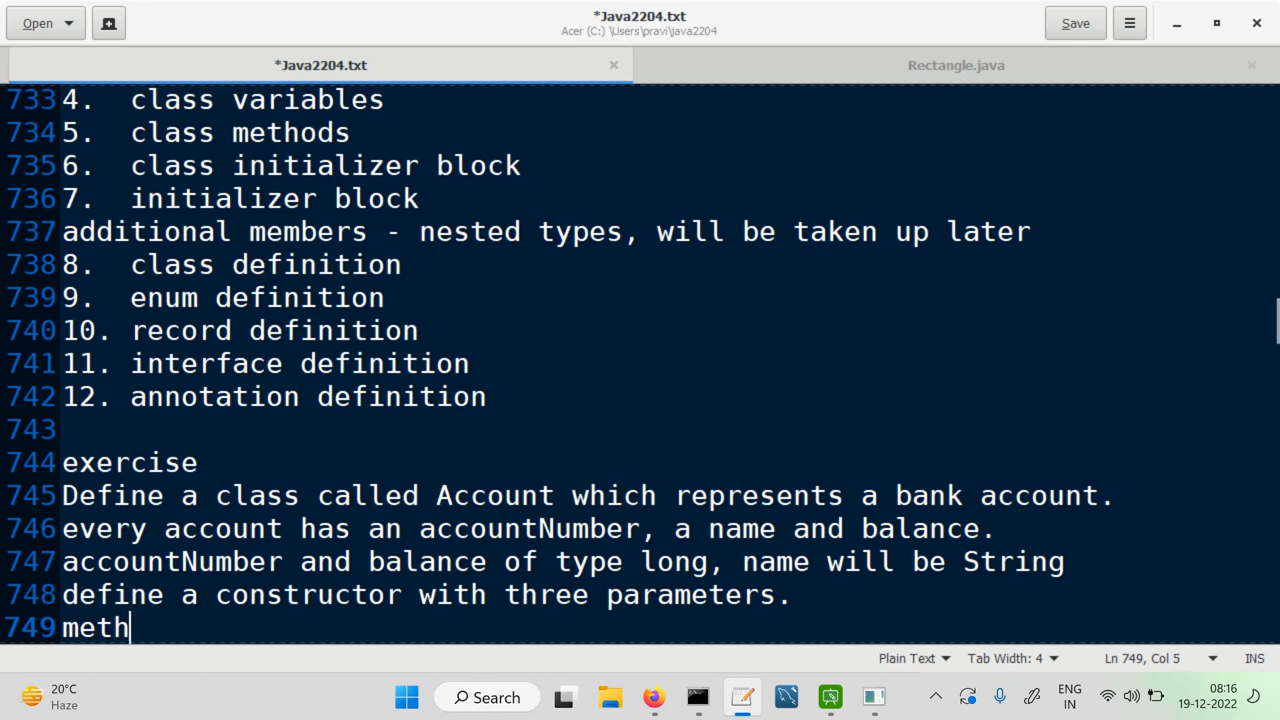 Open
*Java2204.txt
Acer (C:) \Users\pravi\java2204
Save
*Java2204.txt
Rectangle.java
733 4.  class variables
734 5.  class methods
735 6.  class initializer block
736 7.  initializer block
737 additional members - nested types, will be taken up later
738 8.  class definition
739 9.  enum definition
740 10. record definition
741 11. interface definition
742 12. annotation definition
743
744 exercise
745 Define a class called Account which represents a bank account.
746 every account has an accountNumber, a name and balance.
747 accountNumber and balance of type long, name will be String
748 define a constructor with three parameters.
749 meth
Plain Text
Tab Width: 4
Ln 749, Col 5
INS
20°C
Haze
Search
ENG
IN
08:16
19-12-2022